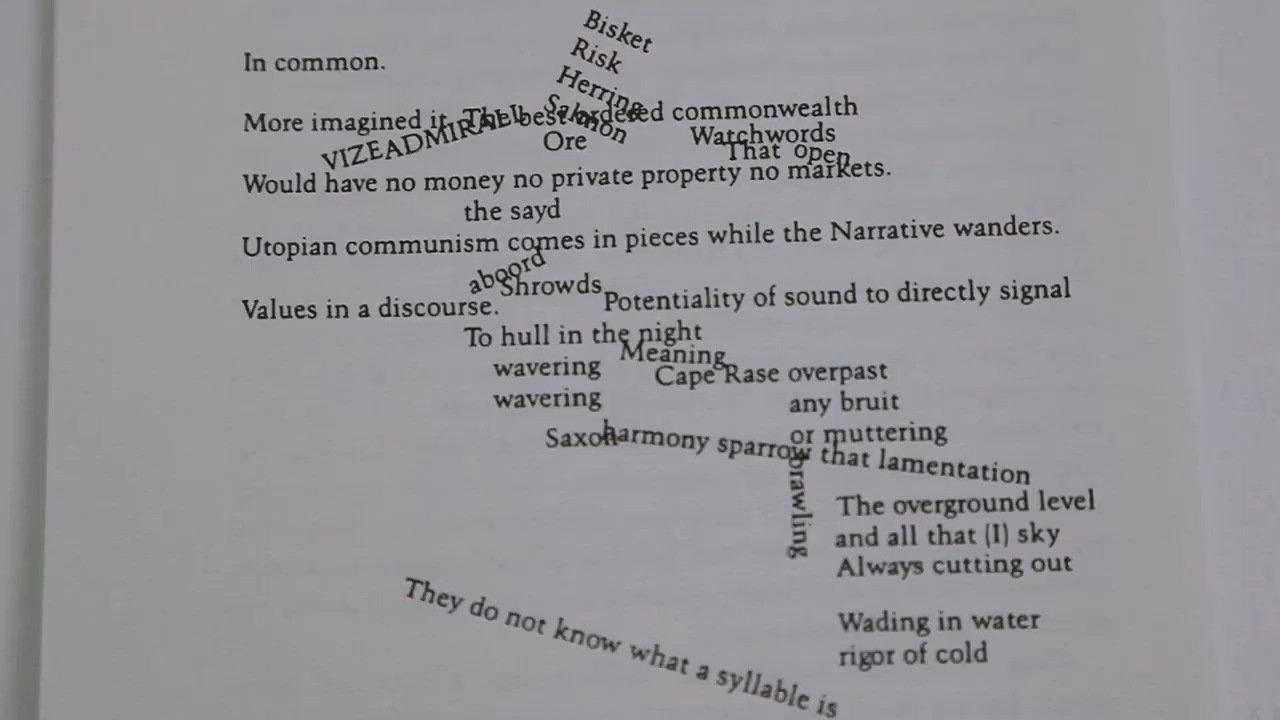 Bisket
Risk
In common.
Herring
Salmon
More imagined it. The best ordered commonwealth
VIZEADMIRALL
Ore
Watchwords
That open
Would have no money no private property no markets.
the sayd
Utopian communism comes in pieces while the Narrative wanders.
aboord
Shrowds
Values in a discourse.
Potentiality of sound to directly signal
To hull in the night
Meaning
wavering
Cape Rase overpast
wavering
any bruit
or muttering
Saxon
harmony sparrow that lamentation
brawling
The overground level
and all that (I) sky
Always cutting out
They do not know what a syllable is
Wading in water
rigor of cold